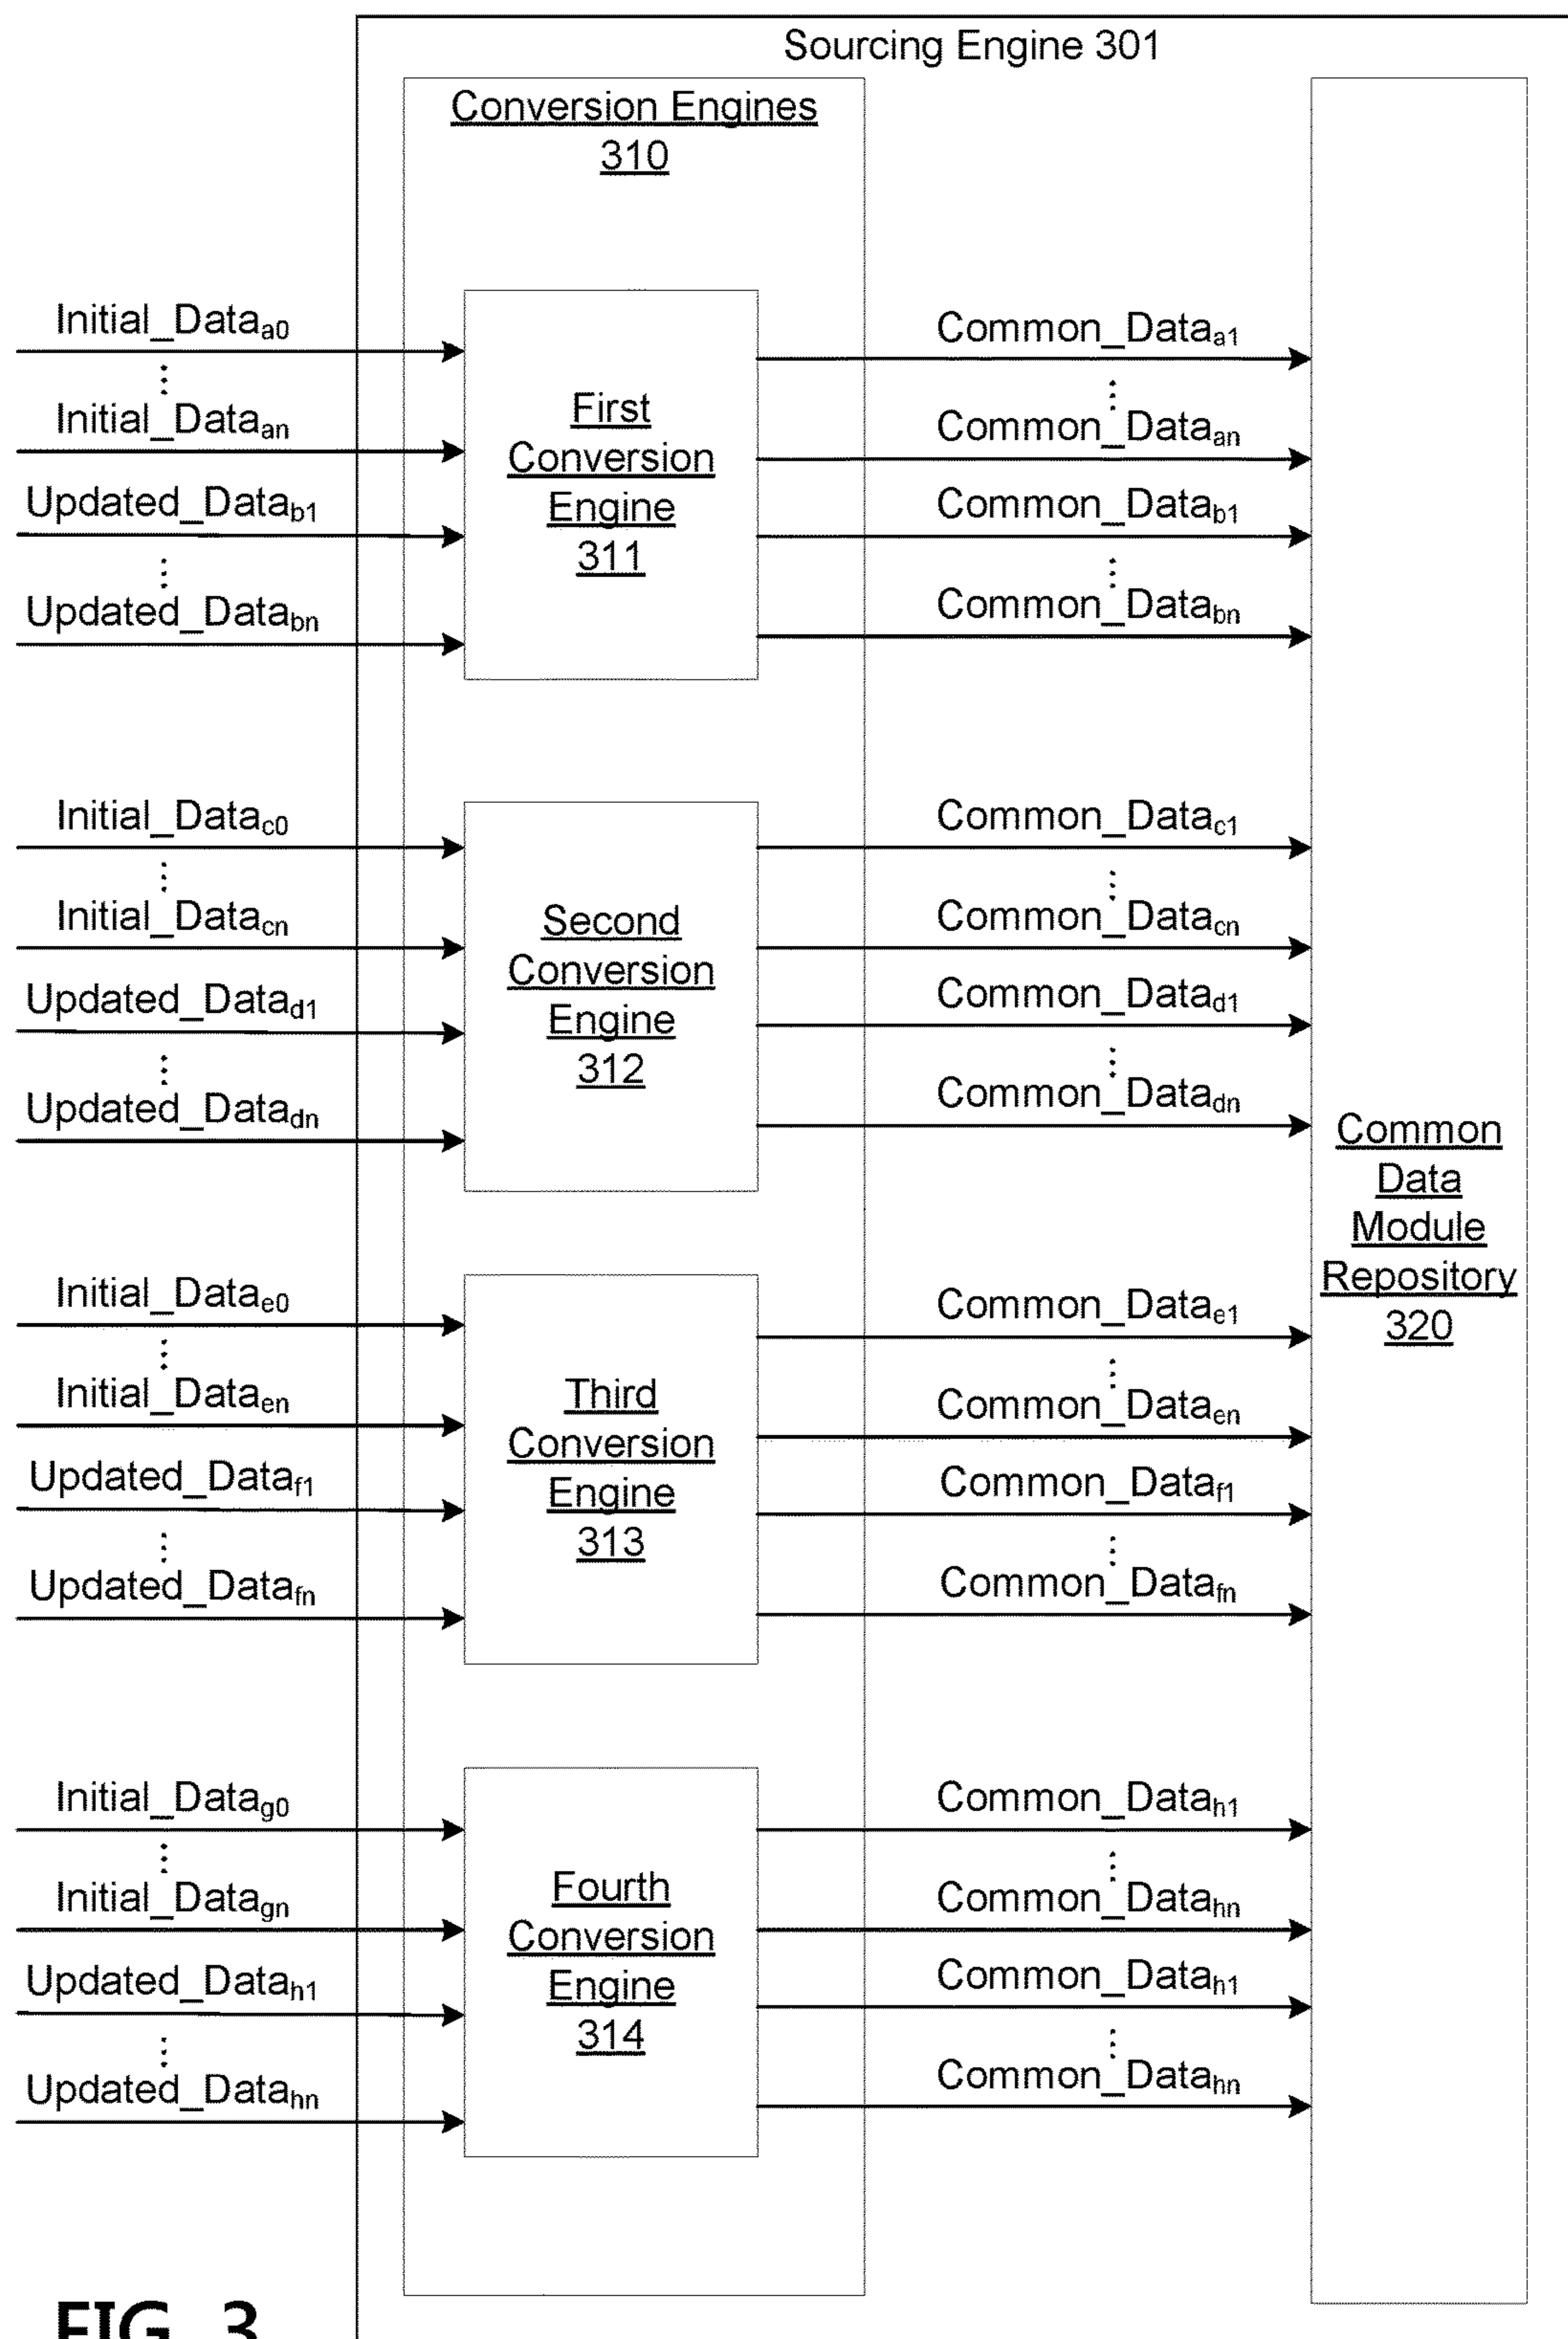 Sourcing Engine 301
Conversion Engines
310
Initial_Dataa0
Initial_Dataan
Updated_Datab1
Updated_Databn
First
Conversion
Engine
311
Common_Dataa1
Common_Dataan
Common_Datab1
Common_Databn
Initial_Datac0
Initial_Datacn
Updated_Datad1
Updated_Datadn
Second
Conversion
Engine
312
Common_Datac1
Common_Datacn
Common_Datad1
Common_Datadn
Initial_Datae0
Initial_Dataen
Updated_Dataf1
Updated_Datafn
Third
Conversion
Engine
313
Common_Datae1
Common_Dataen
Common_Dataf1
Common_Datafn
Initial_Datag0
Initial_Datagn
Updated_Datah1
Updated_Datahn
Fourth
Conversion
Engine
314
Common_Datah1
Common_Datahn
Common_Datah1
Common_Datahn
Common
Data
Module
Repository
320
FIG. 3